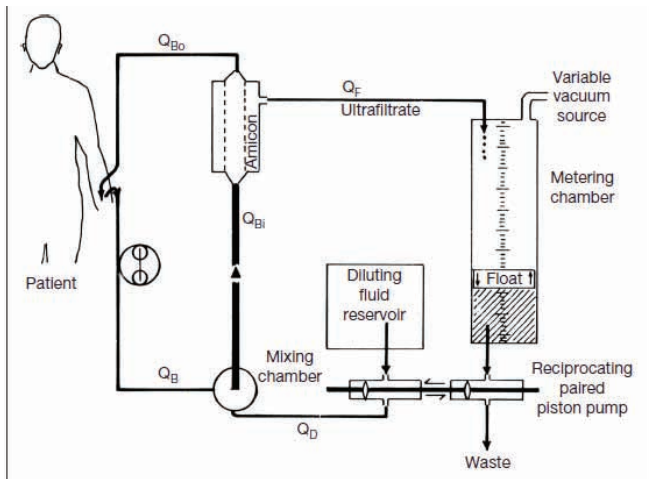 Q_Bo
Q_F
Ultrafiltrate
Variable
vacuum
source
Amicon
Metering
chamber
Q_Bi
Patient
Diluting
fluid
reservoir
Float
Mixing
chamber
Reciprocating
paired
piston pump
Q_B
Q_D
Waste